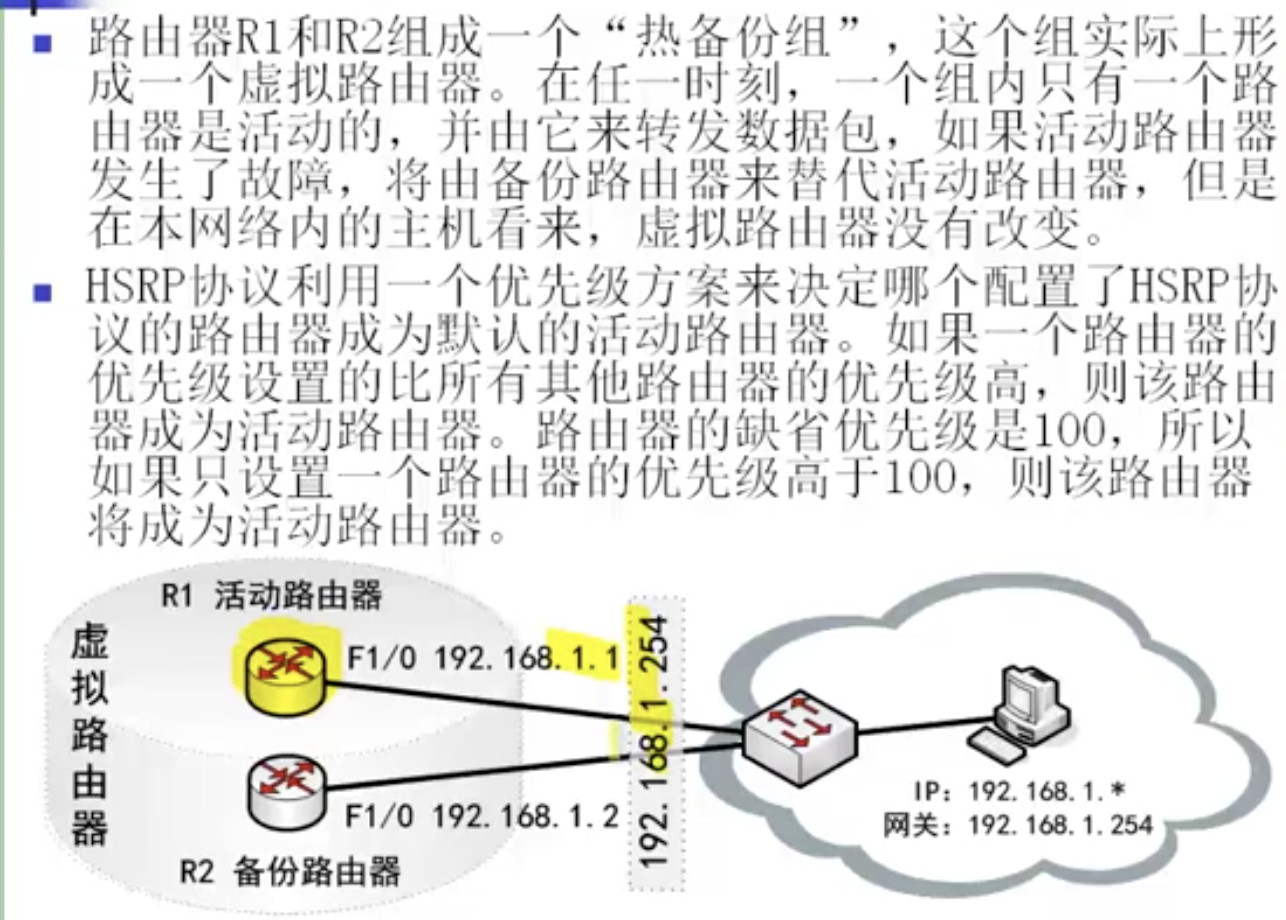 路由器R1和R2组成一个“热备份组”，这个组实际上形
成一个虚拟路由器。在任一时刻，一个组内只有一个路
由器是活动的，并由它来转发数据包，如果活动路由器
发生了故障，将由备份路由器来替代活动路由器，但是
在本网络内的主机看来，虚拟路由器没有改变。
HSRP协议利用一个优先级方案来决定哪个配置了HSRP协
议的路由器成为默认的活动路由器。如果一个路由器的
优先级设置的比所有其他路由器的优先级高，则该路由
器成为活动路由器。路由器的缺省优先级是100，所以
如果只设置一个路由器的优先级高于100，则该路由器
将成为活动路由器。
虚拟路由器
R1 活动路由器
F1/0 192.168.1.1
F1/0 192.168.1.2
R2 备份路由器
192.168.1.254
IP: 192.168.1.*
网关: 192.168.1.254